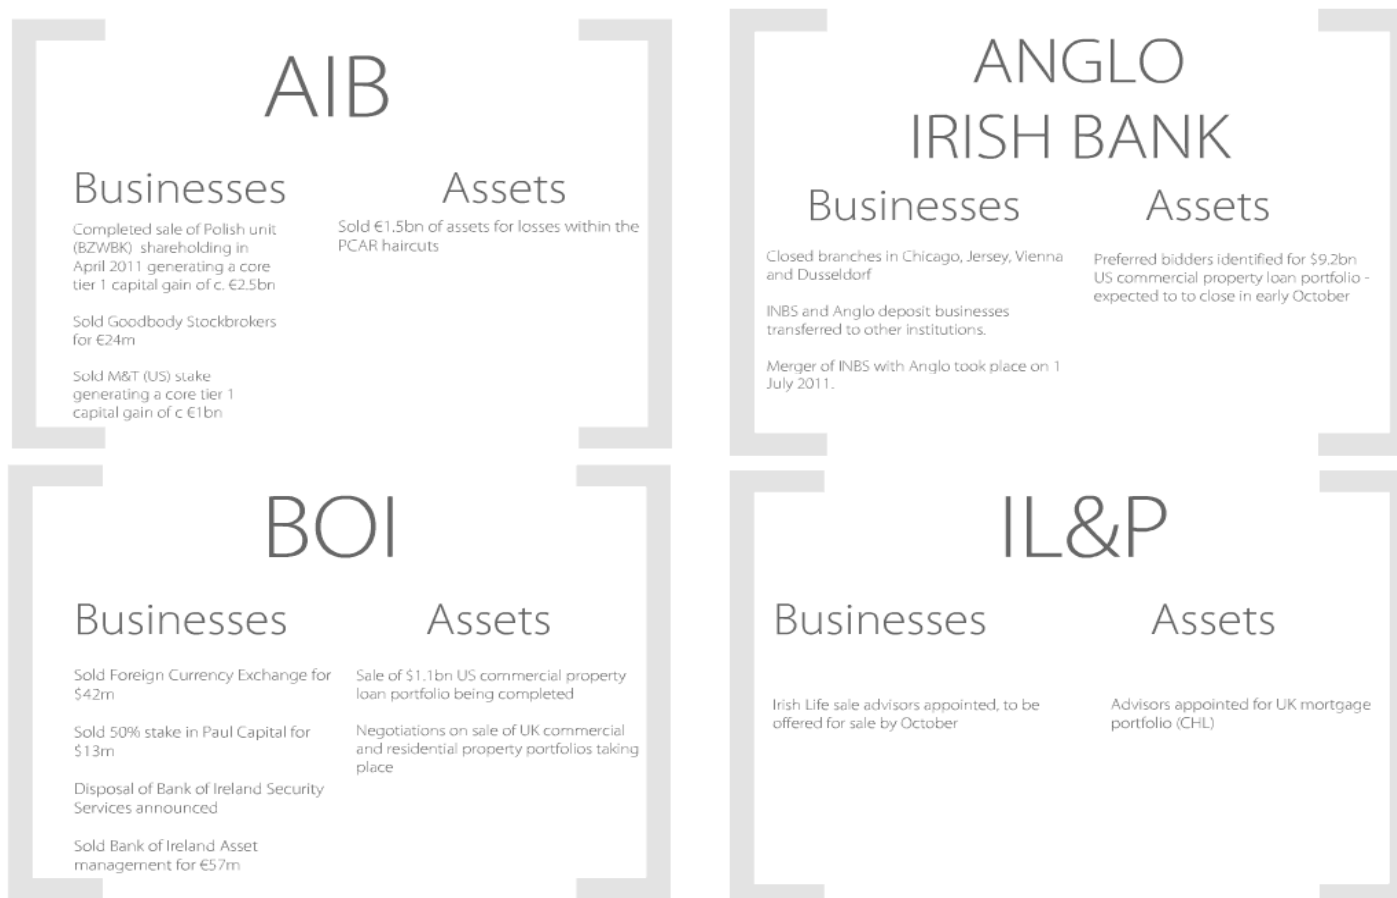 AIB
Businesses
Completed sale of Polish unit
(BZWBK) shareholding in
April 2011 generating a core
tier 1 capital gain of c. €2.5bn
Sold Goodbody Stockbrokers
for €24m
Sold M&T (US) stake
generating a core tier 1
capital gain of c €1bn
Assets
Sold €1.5bn of assets for losses within the
PCAR haircuts
ANGLO
IRISH BANK
Businesses
Closed branches in Chicago, Jersey, Vienna
and Dusseldorf
INBS and Anglo deposit businesses
transferred to other institutions.
Merger of INBS with Anglo took place on 1
July 2011.
Assets
Preferred bidders identified for $9.2bn
US commercial property loan portfolio -
expected to to close in early October
BOI
Businesses
Sold Foreign Currency Exchange for
$42m
Sold 50% stake in Paul Capital for
$13m
Disposal of Bank of Ireland Security
Services announced
Sold Bank of Ireland Asset
management for €57m
Assets
Sale of $1.1bn US commercial property
loan portfolio being completed
Negotiations on sale of UK commercial
and residential property portfolios taking
place
IL&P
Businesses
Irish Life sale advisors appointed, to be
offered for sale by October
Assets
Advisors appointed for UK mortgage
portfolio (CHL)